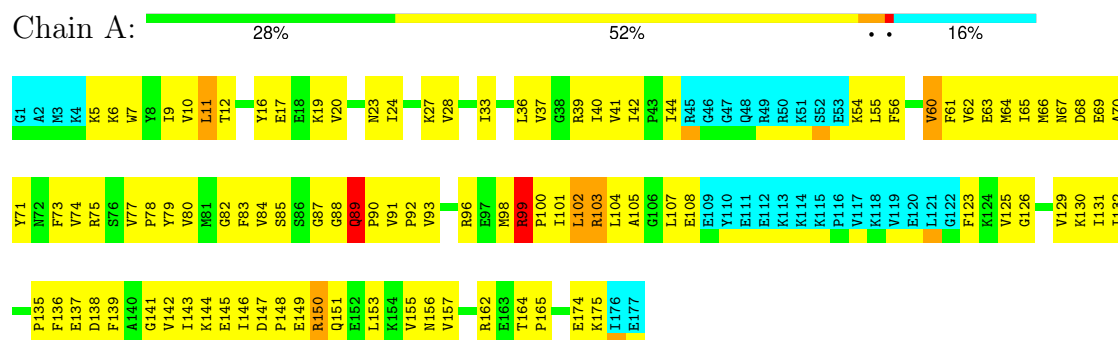 Chain A:
28% 52% • • 16%
G1 A2 M3 K4 K5 K6 W7 Y8 I9 V10 L11 T12 Y16 E17 E18 K19 V20 N23 I24 K27 V28 I33 L36 V37 G38 R39 I40 V41 I42 P43 I44 R45 G46 G47 Q48 R49 R50 K51 S52 E53 K54 L55 F56 V60 F61 V62 E63 M64 I65 M66 N67 D68 E69 A70
Y71 N72 F73 V74 R75 S76 V77 P78 Y79 V80 M81 G82 F83 V84 S85 S86 G87 G88 Q89 P90 V91 P92 V93 R96 E97 M98 R99 P100 I101 L102 R103 L104 A105 G106 L107 E108 E109 Y110 E111 E112 K113 K114 K115 P116 V117 K118 V119 E120 L121 G122 F123 K124 V125 G126 V129 K130 I131 I132
P135 F136 E137 D138 F139 A140 G141 V142 I143 K144 E145 I146 D147 P148 E149 R150 Q151 E152 L153 K154 V155 N156 V157 R162 E163 T164 P165 E174 K175 I176 E177